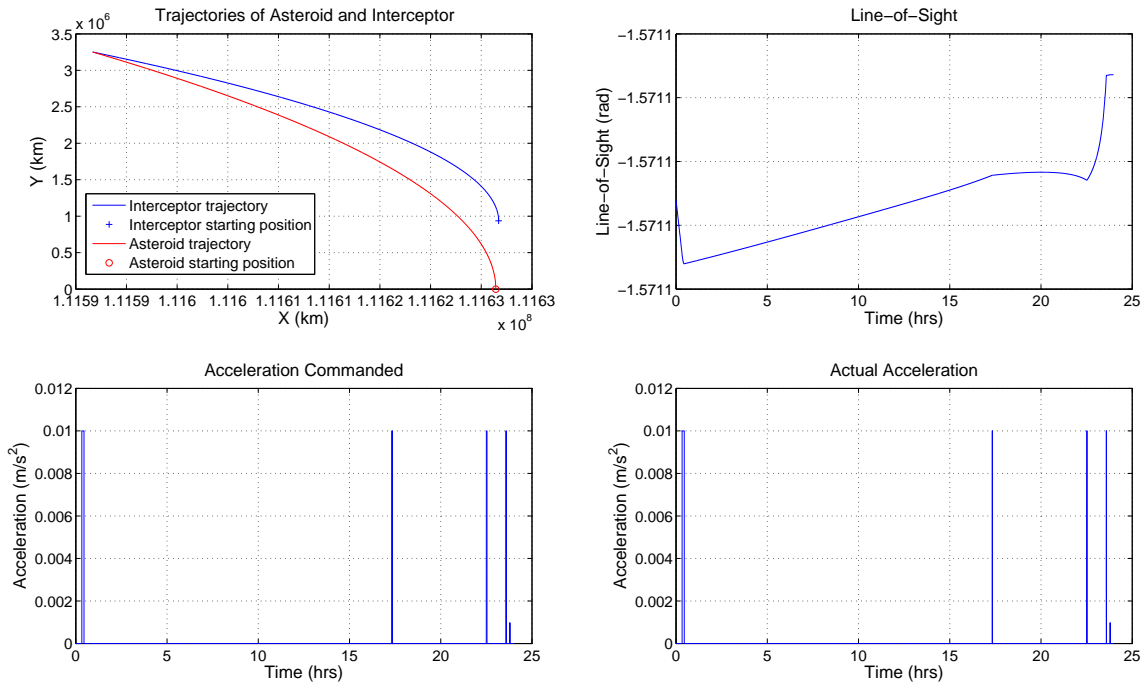 Trajectories of Asteroid and Interceptor
x 10^6
3.5
3
2.5
2
1.5
1
0.5
0
Y (km)
Interceptor trajectory
Interceptor starting position
Asteroid trajectory
Asteroid starting position
1.1159 1.1159 1.116 1.116 1.1161 1.1161 1.1162 1.1162 1.1163 1.1163
X (km)
x 10^8
Line−of−Sight
−1.5711
−1.5711
−1.5711
−1.5711
−1.5711
Line−of−Sight (rad)
0 5 10 15 20 25
Time (hrs)
Acceleration Commanded
0.012
0.01
0.008
0.006
0.004
0.002
0
Acceleration (m/s^2)
0 5 10 15 20 25
Time (hrs)
Actual Acceleration
0.012
0.01
0.008
0.006
0.004
0.002
0
Acceleration (m/s^2)
0 5 10 15 20 25
Time (hrs)